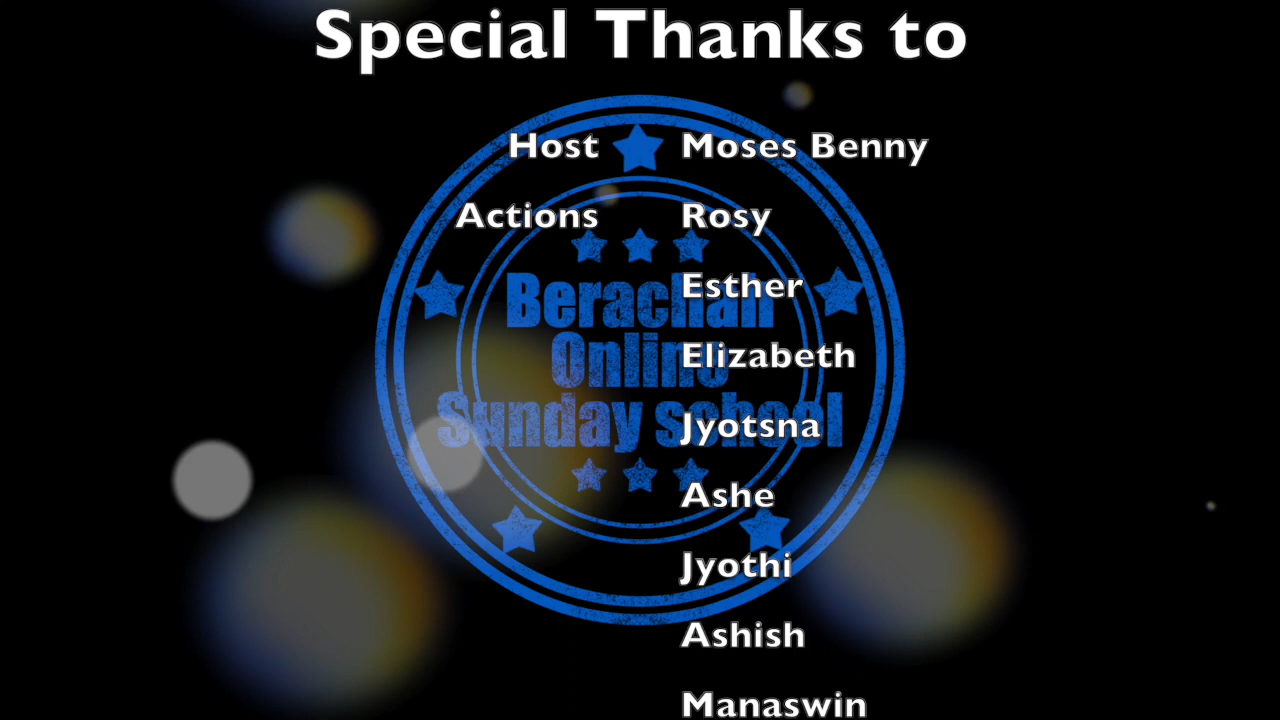 Special Thanks to
Host Moses Benny
Actions Rosy
Esther
Elizabeth
Jyotsna
Ashe
Jyothi
Ashish
Manaswin
Berachah
Online
Sunday school